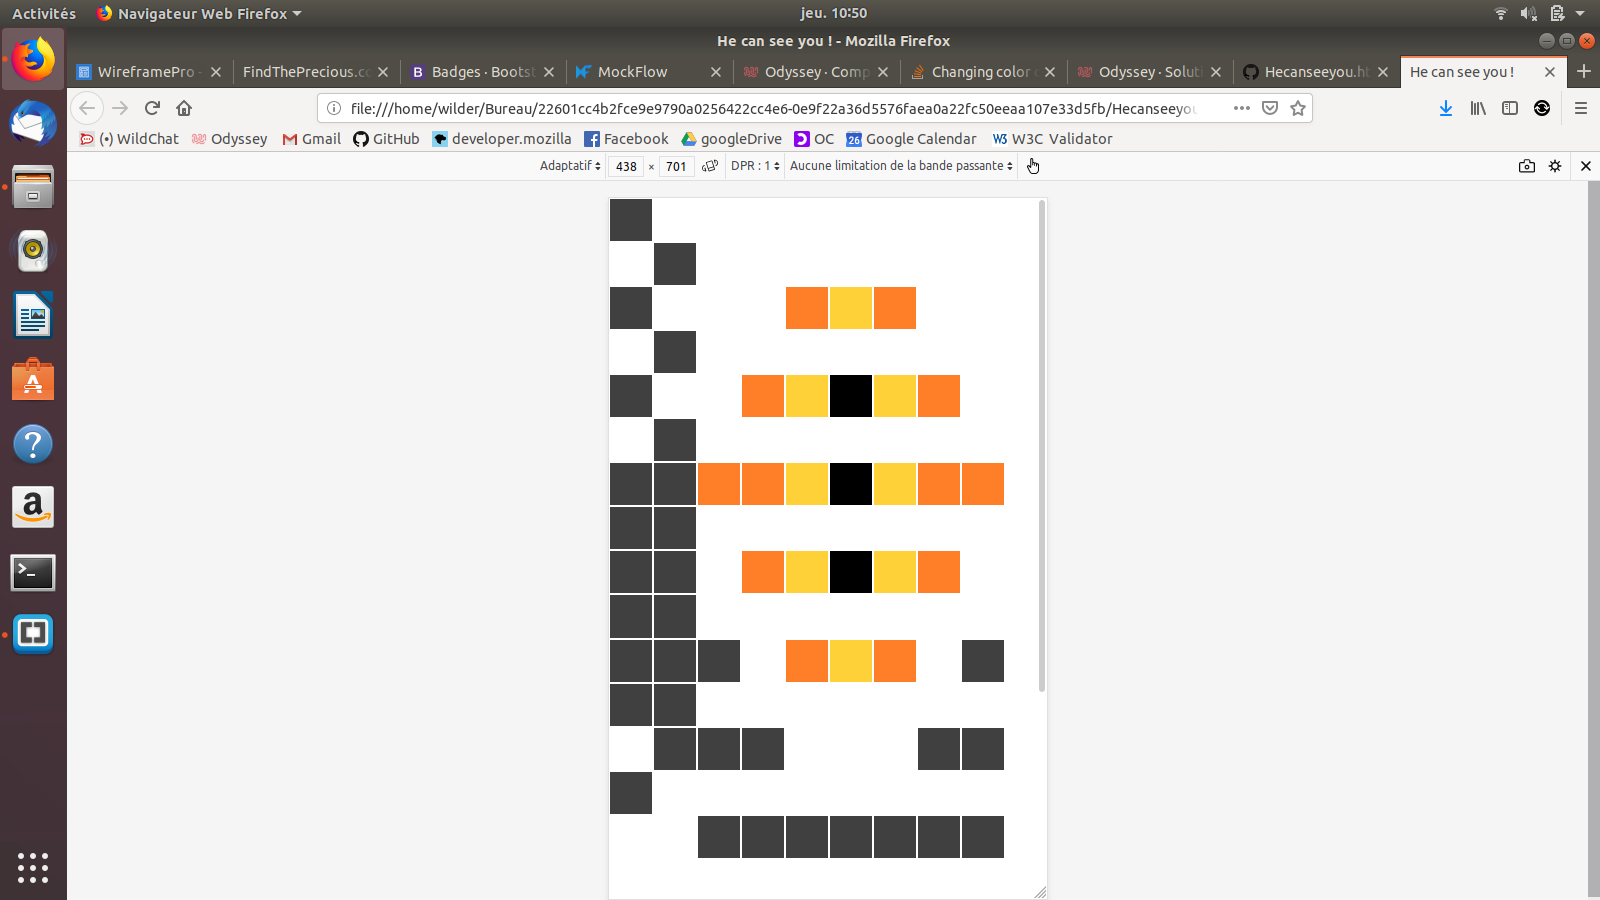 Activités Navigateur Web Firefox jeu. 10:50
He can see you ! - Mozilla Firefox
WireframePro - FindThePrecious.co Badges · Bootst MockFlow Odyssey · Comp Changing color Odyssey · Soluti Hecanseeyou.ht He can see you !
file:///home/wilder/Bureau/22601cc4b2fce9e9790a0256422cc4e6-0e9f22a36d5576faea0a22fc50eeaa107e33d5fb/Hecanseeyou
(•) WildChat Odyssey Gmail GitHub developer.mozilla Facebook googleDrive OC 26 Google Calendar W3 W3C Validator
Adaptatif 438 × 701 DPR : 1 Aucune limitation de la bande passante